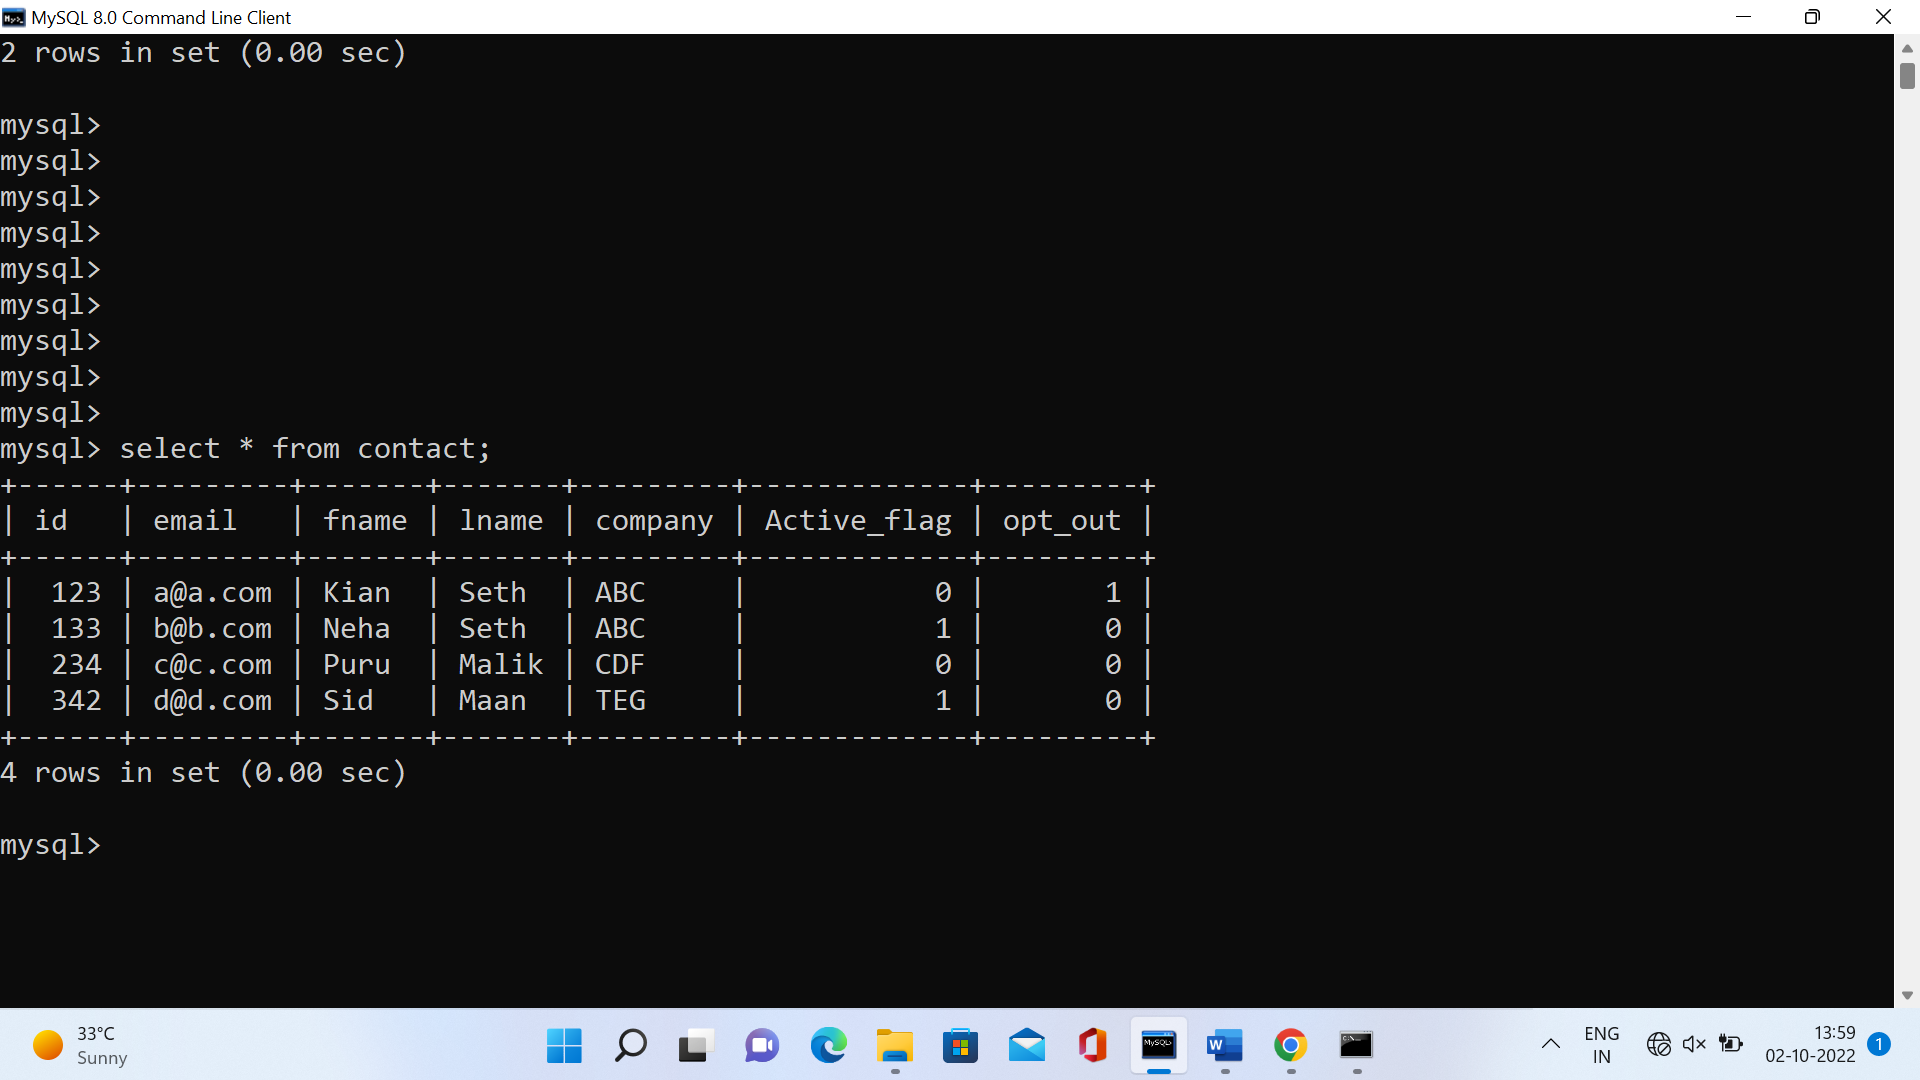 MySQL 8.0 Command Line Client
2 rows in set (0.00 sec)
mysql>
mysql>
mysql>
mysql>
mysql>
mysql>
mysql>
mysql>
mysql>
mysql> select * from contact;
+------+---------+-------+-------+---------+-------------+---------+
| id   | email   | fname | lname | company | Active_flag | opt_out |
+------+---------+-------+-------+---------+-------------+---------+
|  123 | a@a.com | Kian  | Seth  | ABC     |           0 |       1 |
|  133 | b@b.com | Neha  | Seth  | ABC     |           1 |       0 |
|  234 | c@c.com | Puru  | Malik | CDF     |           0 |       0 |
|  342 | d@d.com | Sid   | Maan  | TEG     |           1 |       0 |
+------+---------+-------+-------+---------+-------------+---------+
4 rows in set (0.00 sec)
mysql>
33°C
Sunny
MySQL>
W
C:\.
ENG
IN
13:59
02-10-2022
1